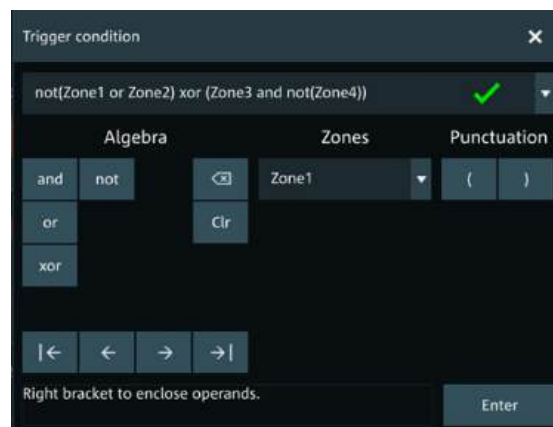 Trigger condition
not(Zone1 or Zone2) xor (Zone3 and not(Zone4))
Algebra Zones Punctuation
and not Zone1 ( )
or Clr
xor
Right bracket to enclose operands.
Enter